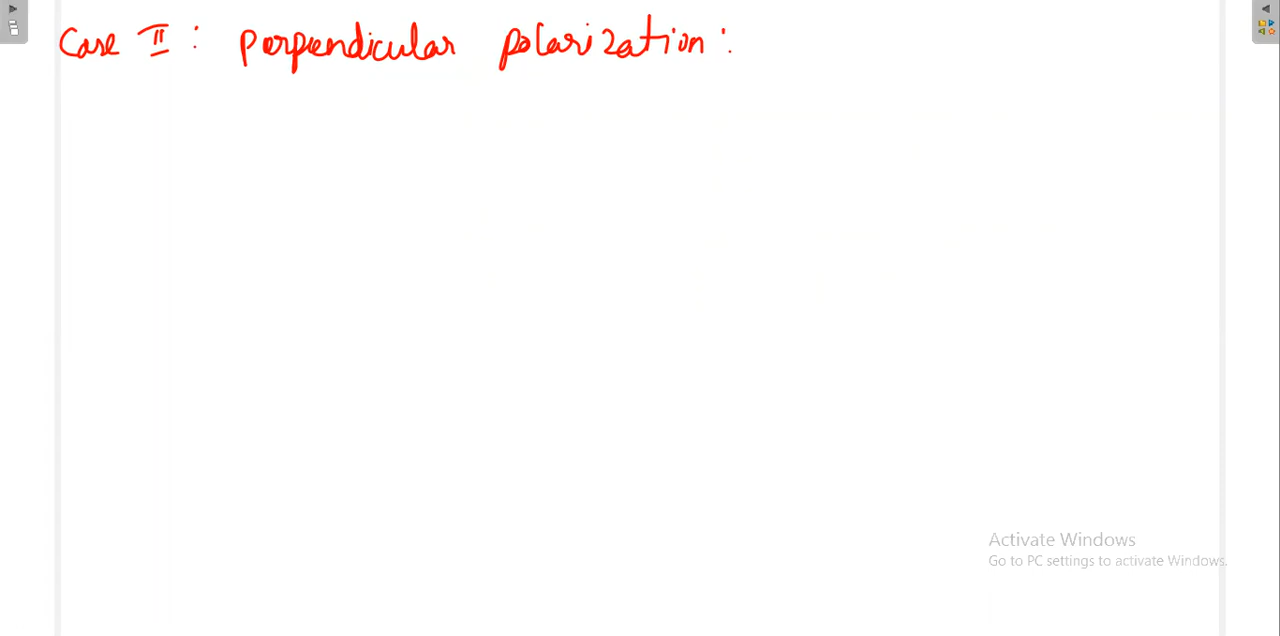 Case II : perpendicular polarization :
Activate Windows
Go to PC settings to activate Windows.